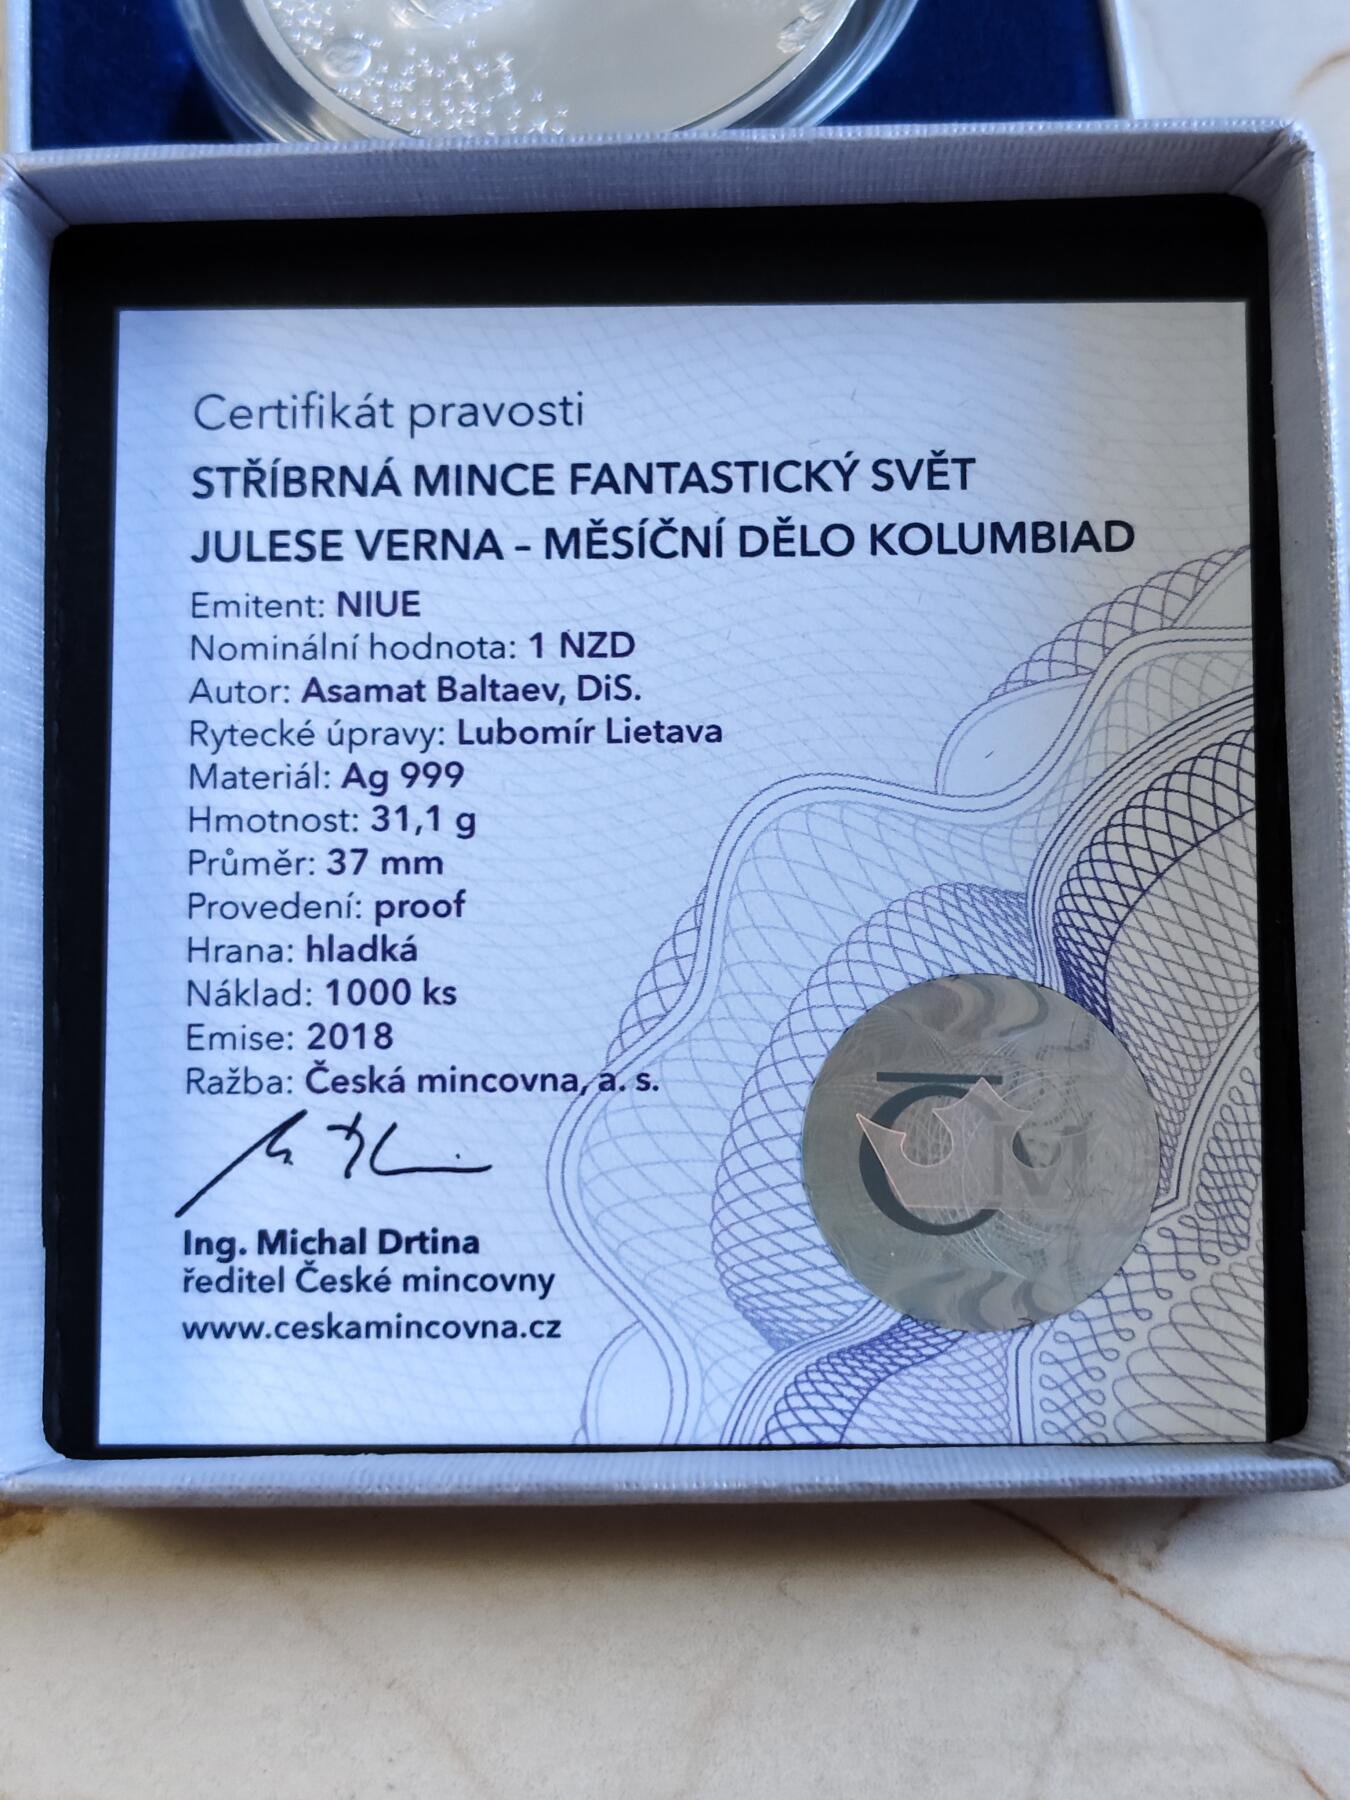 Certifikát pravosti
STŘÍBRNÁ MINCE FANTASTICKÝ SVĚT
JULESE VERNA – MĚSÍČNÍ DĚLO KOLUMBIAD
Emitent: NIUE
Nominální hodnota: 1 NZD
Autor: Asamat Baltaev, DiS.
Rytecké úpravy: Lubomír Lietava
Materiál: Ag 999
Hmotnost: 31,1 g
Průměr: 37 mm
Provedení: proof
Hrana: hladká
Náklad: 1000 ks
Emise: 2018
Ražba: Česká mincovna, a. s.
Ing. Michal Drtina
ředitel České mincovny
www.ceskamincovna.cz